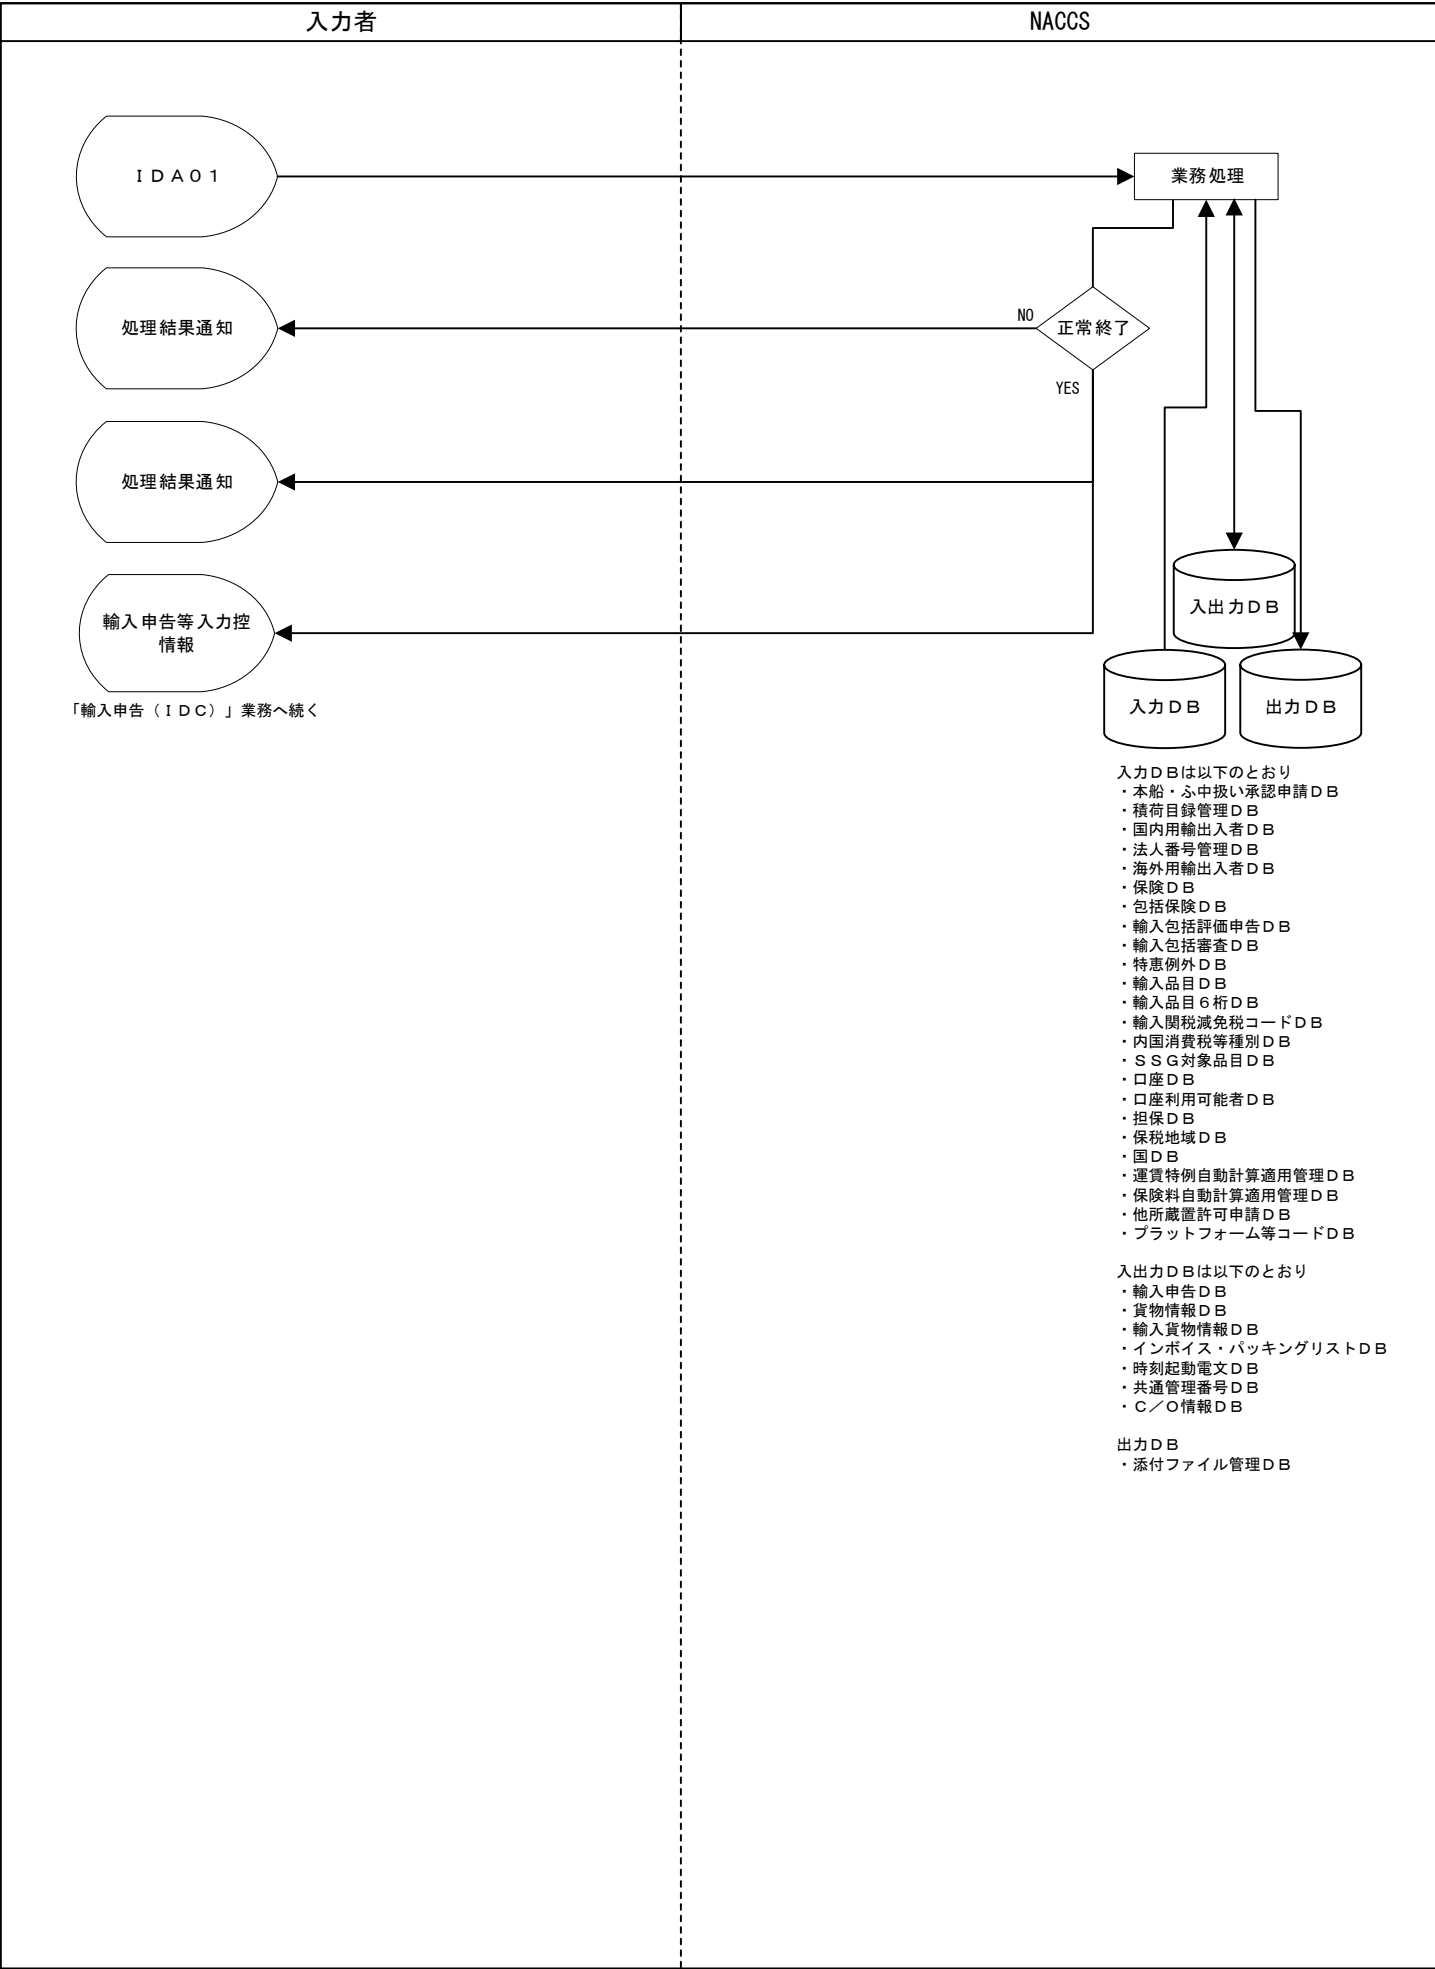 入力者
NACCS
ＩＤＡ０１
業務処理
処理結果通知
NO
正常終了
YES
処理結果通知
輸入申告等入力控
情報
「輸入申告（ＩＤＣ）」業務へ続く
入出力ＤＢ
入力ＤＢ
出力ＤＢ
入力ＤＢは以下のとおり
・本船・ふ中扱い承認申請ＤＢ
・積荷目録管理ＤＢ
・国内用輸出入者ＤＢ
・法人番号管理ＤＢ
・海外用輸出入者ＤＢ
・保険ＤＢ
・包括保険ＤＢ
・輸入包括評価申告ＤＢ
・輸入包括審査ＤＢ
・特恵例外ＤＢ
・輸入品目ＤＢ
・輸入品目６桁ＤＢ
・輸入関税減免税コードＤＢ
・内国消費税等種別ＤＢ
・ＳＳＧ対象品目ＤＢ
・口座ＤＢ
・口座利用可能者ＤＢ
・担保ＤＢ
・保税地域ＤＢ
・国ＤＢ
・運賃特例自動計算適用管理ＤＢ
・保険料自動計算適用管理ＤＢ
・他所蔵置許可申請ＤＢ
・プラットフォーム等コードＤＢ
入出力ＤＢは以下のとおり
・輸入申告ＤＢ
・貨物情報ＤＢ
・輸入貨物情報ＤＢ
・インボイス・パッキングリストＤＢ
・時刻起動電文ＤＢ
・共通管理番号ＤＢ
・Ｃ／Ｏ情報ＤＢ
出力ＤＢ
・添付ファイル管理ＤＢ